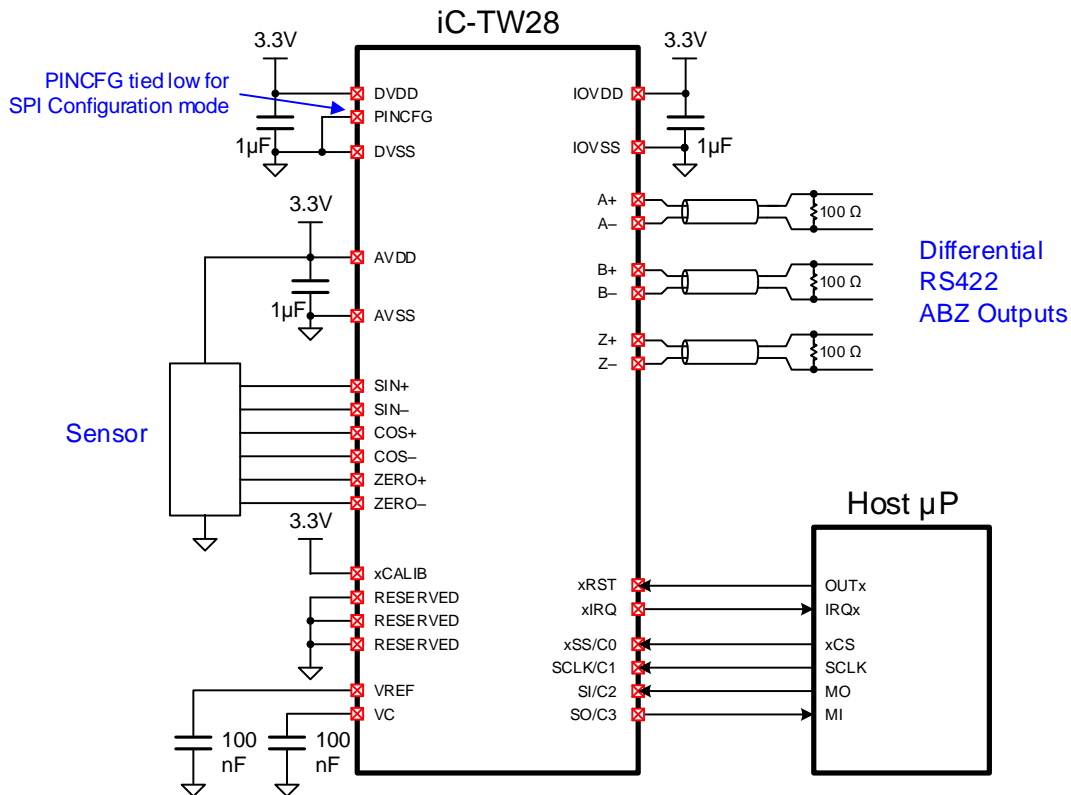 iC-TW28
3.3V
PINCFG tied low for
SPI Configuration mode
1µF
DVDD
PINCFG
DVSS
3.3V
1µF
AVDD
AVSS
Sensor
SIN+
SIN–
COS+
COS–
ZERO+
ZERO–
3.3V
xCALIB
RESERVED
RESERVED
RESERVED
VREF
VC
100
nF
100
nF
3.3V
IOVDD
IOVSS
1µF
A+
A–
100 Ω
B+
B–
100 Ω
Z+
Z–
100 Ω
Differential
RS422
ABZ Outputs
Host µP
xRST
xIRQ
xSS/C0
SCLK/C1
SI/C2
SO/C3
OUTx
IRQx
xCS
SCLK
MO
MI